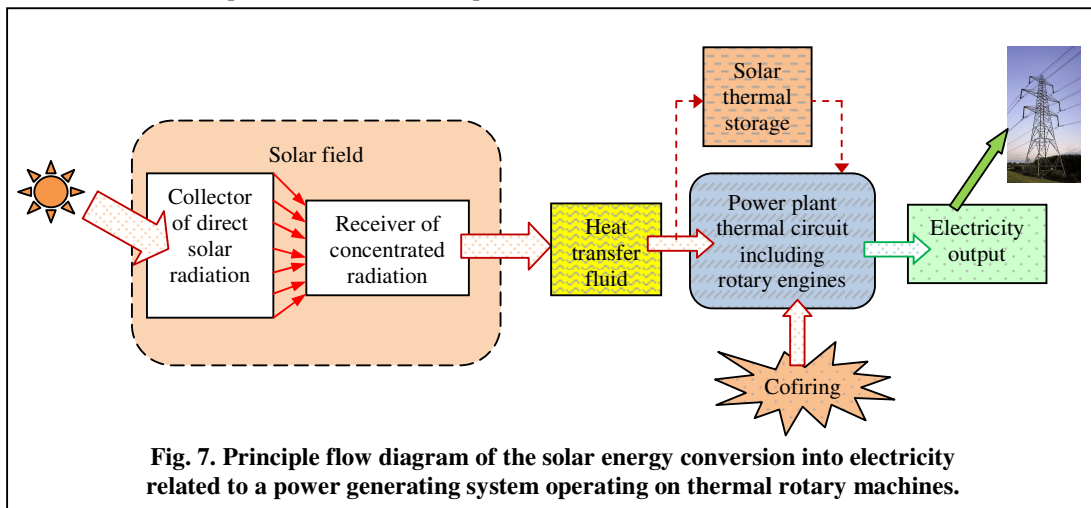 Solar field
Collector
of direct
solar
radiation
Receiver of
concentrated
radiation
Heat
transfer
fluid
Solar
thermal
storage
Power plant
thermal circuit
including
rotary engines
Cofiring
Electricity
output
Fig. 7. Principle flow diagram of the solar energy conversion into electricity
related to a power generating system operating on thermal rotary machines.